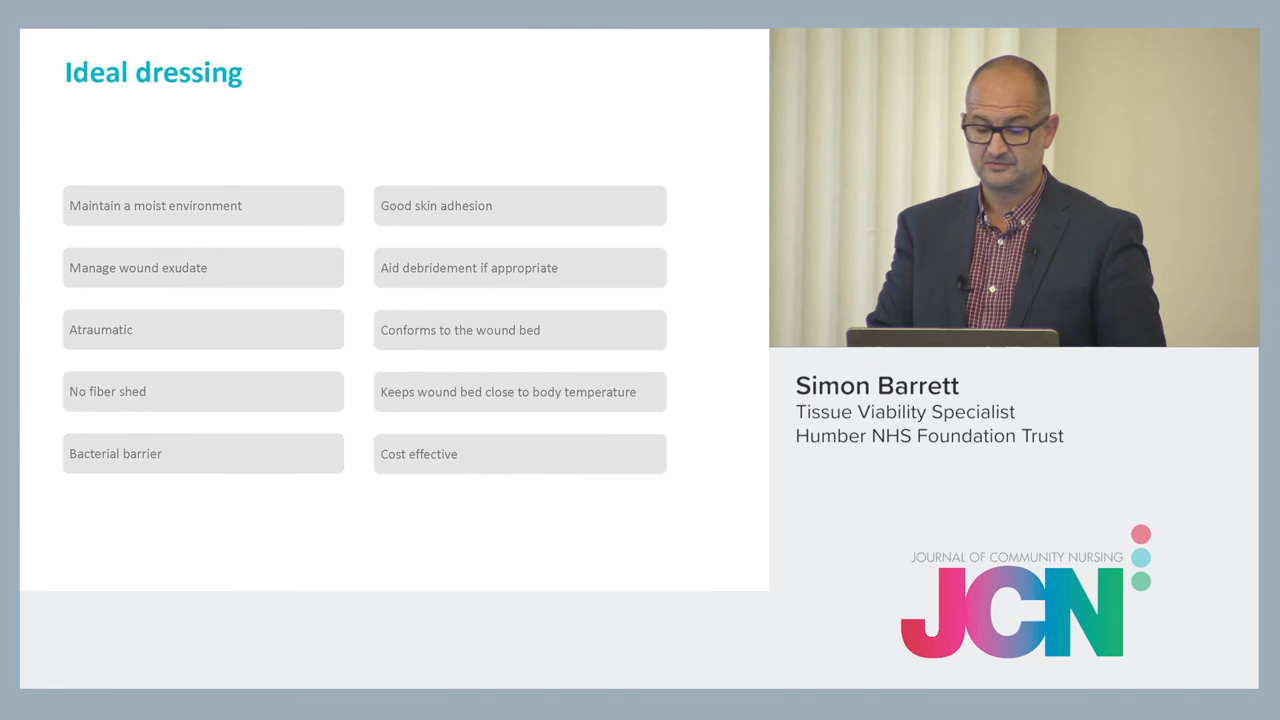 Ideal dressing
Maintain a moist environment
Good skin adhesion
Manage wound exudate
Aid debridement if appropriate
Atraumatic
Conforms to the wound bed
No fiber shed
Keeps wound bed close to body temperature
Bacterial barrier
Cost effective
Simon Barrett
Tissue Viability Specialist
Humber NHS Foundation Trust
JOURNAL OF COMMUNITY NURSING
JCN